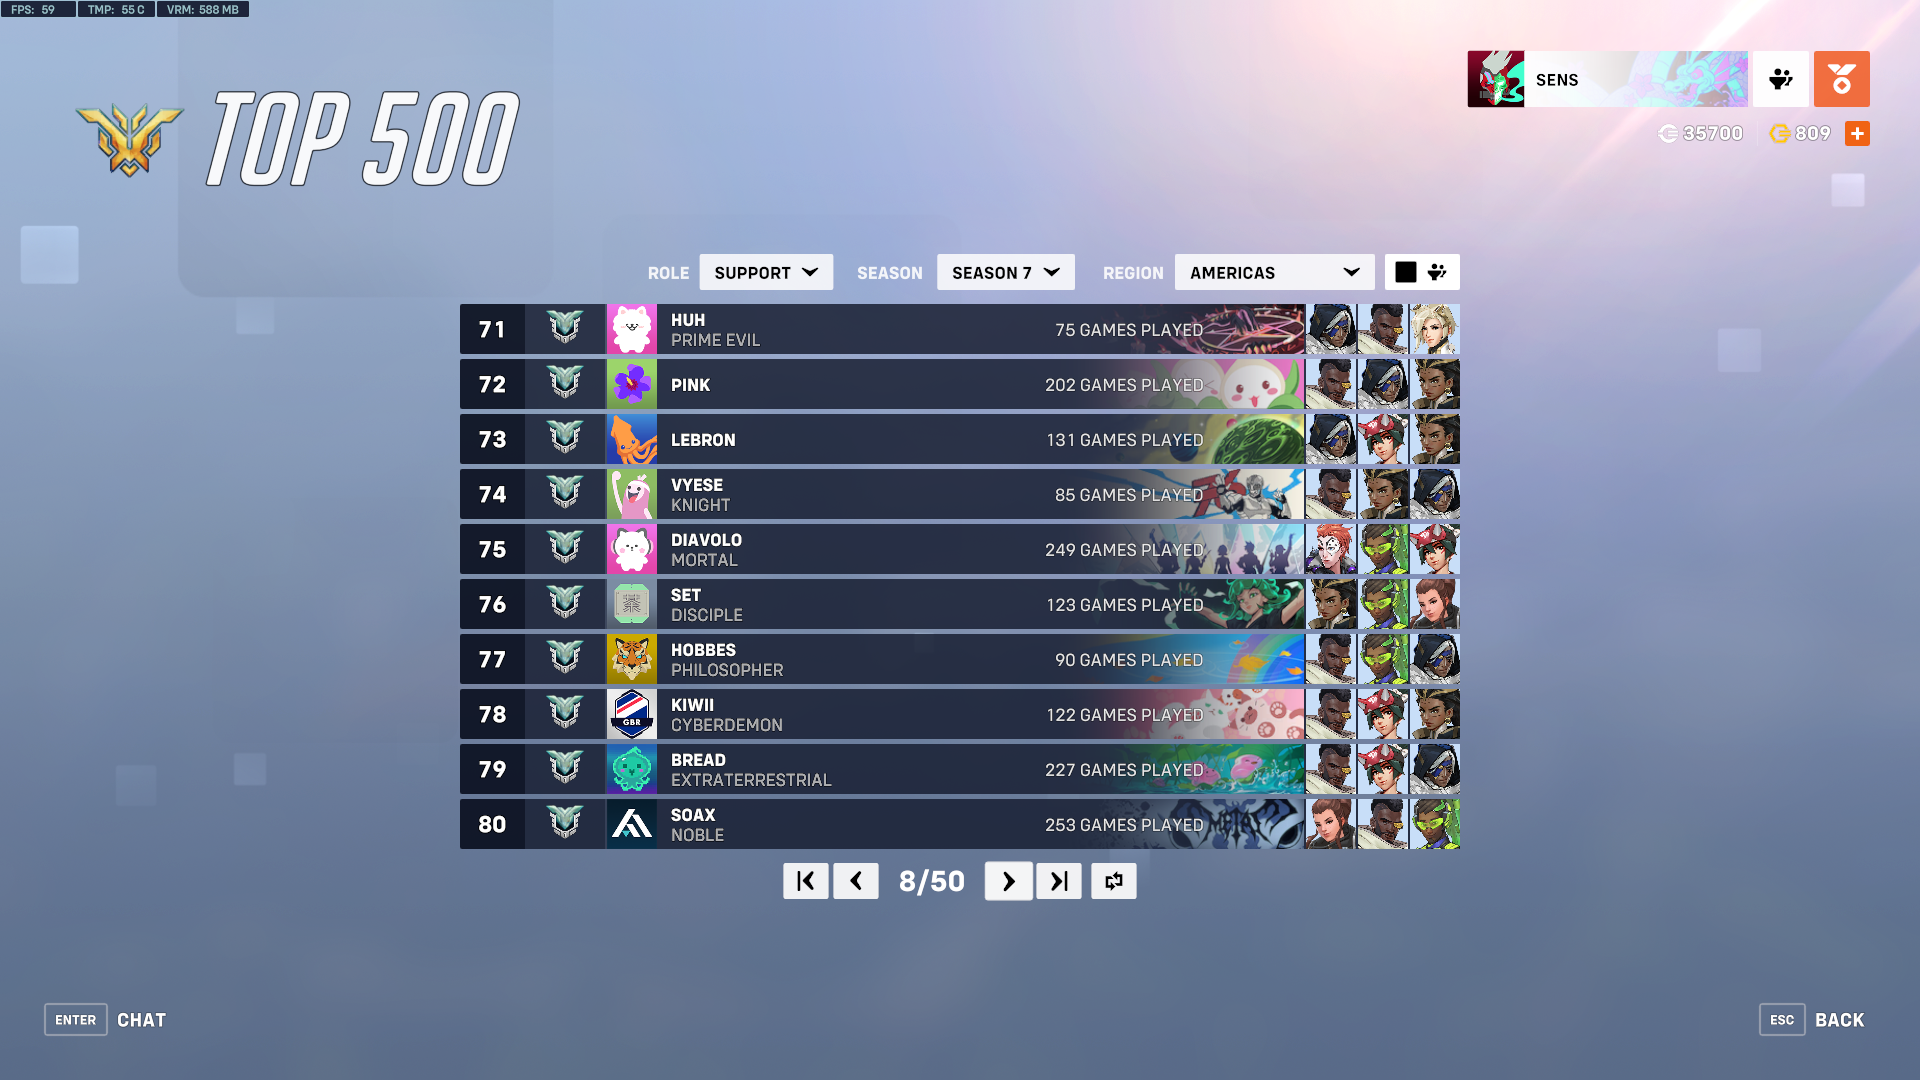 FPS: 59 TMP: 55 C VRM: 588 MB
TOP 500
SENS
35700 809
ROLE SUPPORT SEASON SEASON 7 REGION AMERICAS
71 HUH 75 GAMES PLAYED
PRIME EVIL
72 PINK 202 GAMES PLAYED
73 LEBRON 131 GAMES PLAYED
74 VYESE 85 GAMES PLAYED
KNIGHT
75 DIAVOLO 249 GAMES PLAYED
MORTAL
76 SET 123 GAMES PLAYED
DISCIPLE
77 HOBBES 90 GAMES PLAYED
PHILOSOPHER
78 GBR KIWII 122 GAMES PLAYED
CYBERDEMON
79 BREAD 227 GAMES PLAYED
EXTRATERRESTRIAL
80 SOAX 253 GAMES PLAYED
NOBLE
8/50
ENTER CHAT
ESC BACK